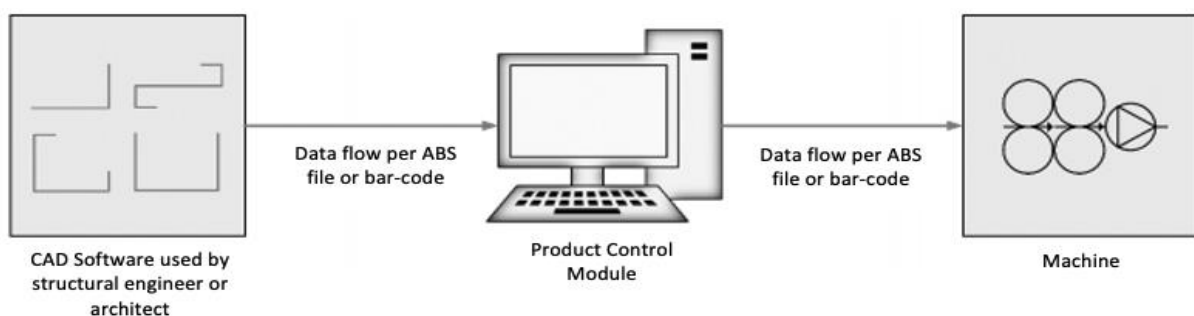 Data flow per ABS
file or bar-code
Data flow per ABS
file or bar-code
CAD Software used by
structural engineer or
architect
Product Control
Module
Machine